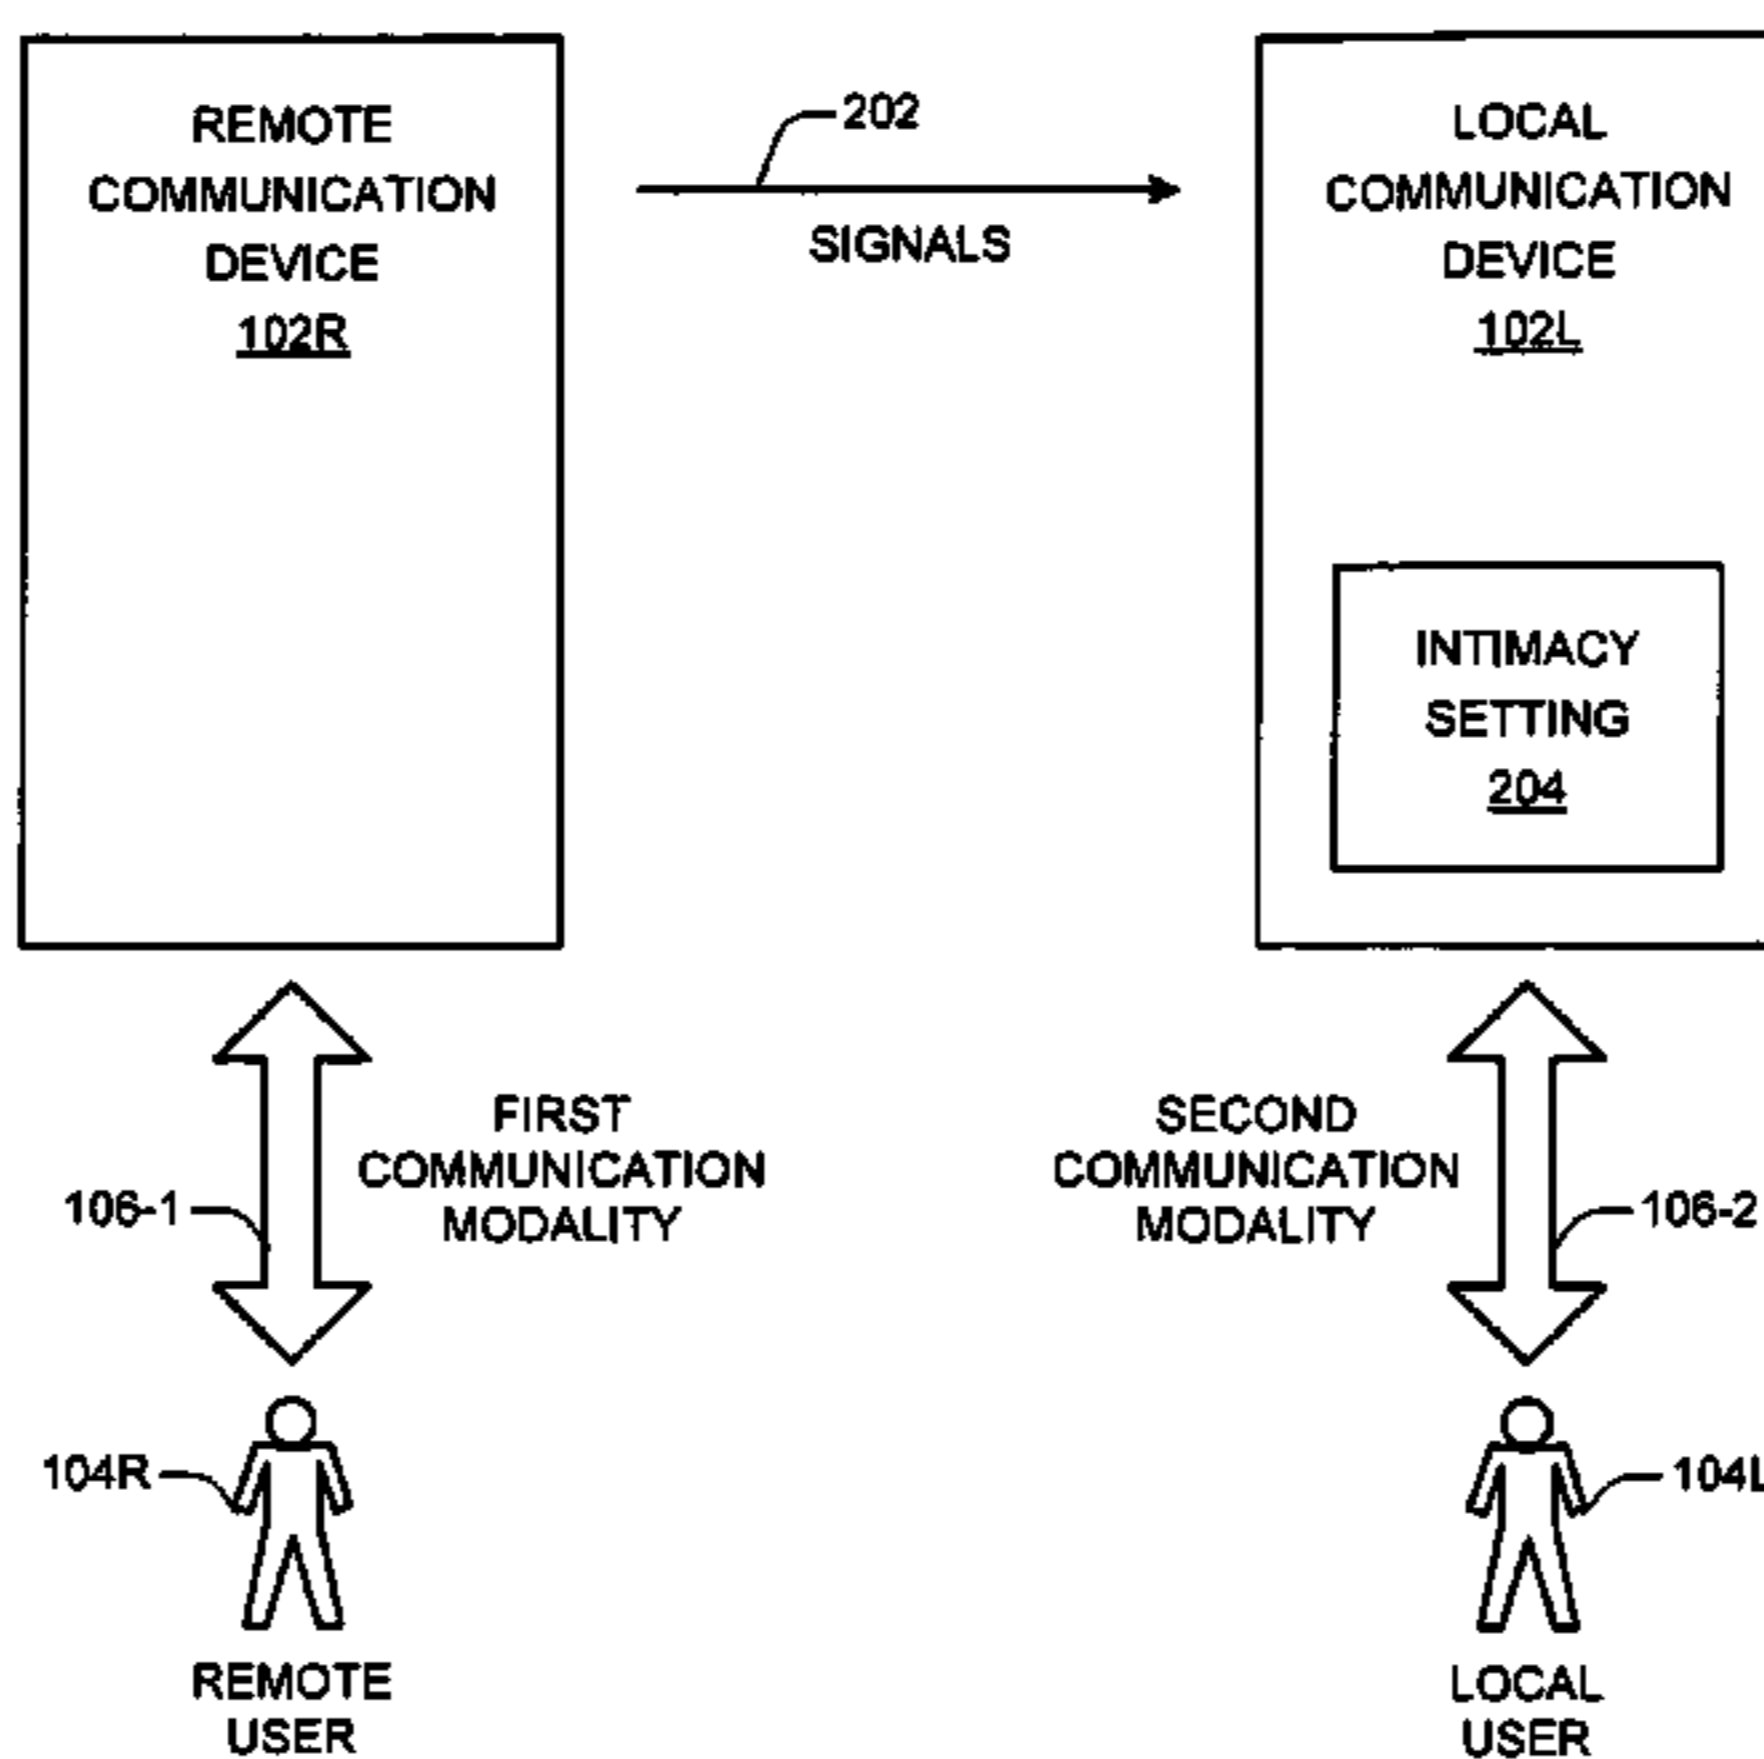 REMOTE
COMMUNICATION
DEVICE
102R
202
SIGNALS
LOCAL
COMMUNICATION
DEVICE
102L
INTIMACY
SETTING
204
FIRST
COMMUNICATION
MODALITY
106-1
SECOND
COMMUNICATION
MODALITY
106-2
104R
REMOTE
USER
104L
LOCAL
USER